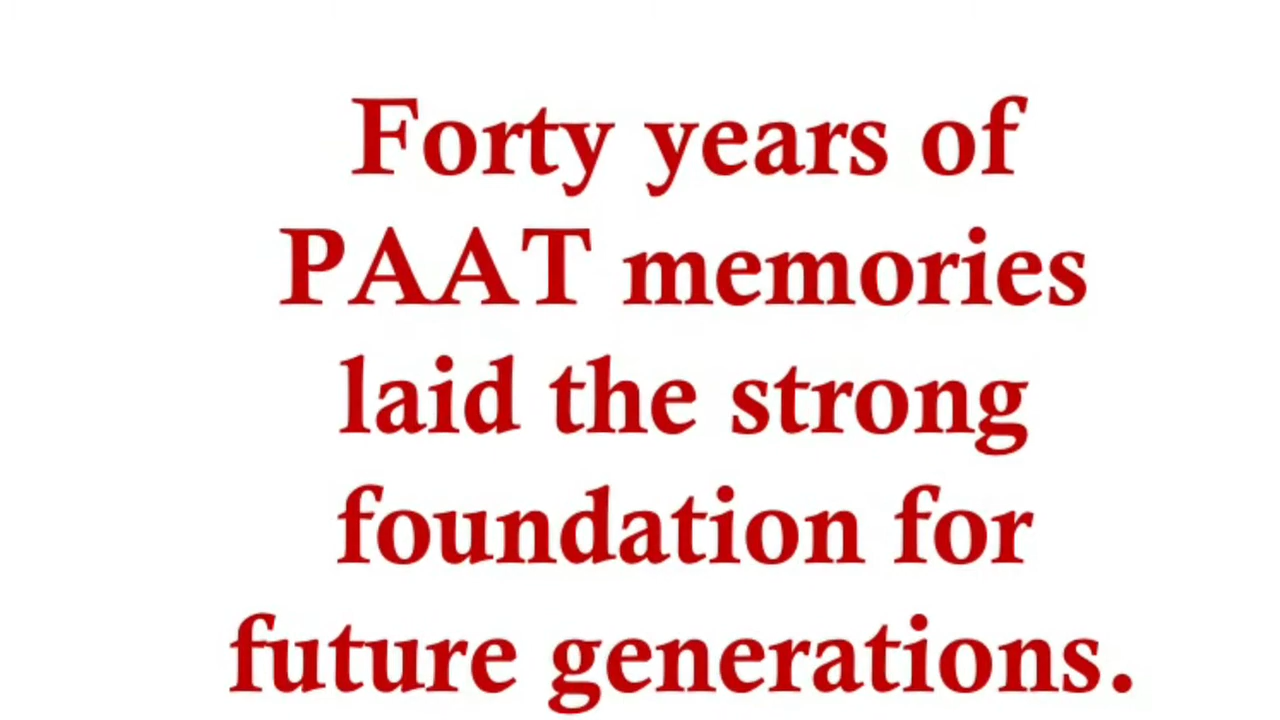 Forty years of
PAAT memories
laid the strong
foundation for
future generations.